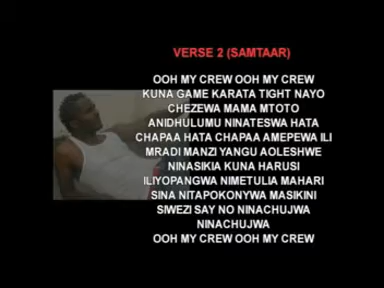 VERSE 2 (SAMTAAR)
OOH MY CREW OOH MY CREW
KUNA GAME KARATA TIGHT NAYO
CHEZEWA MAMA MTOTO
ANIDHULUMU NINATESWA HATA
CHAPAA HATA CHAPAA AMEPEWA ILI
MRADI MANZI YANGU AOLESHWE
NINASIKIA KUNA HARUSI
ILIYOPANGWA NIMETULIA MAHARI
SINA NITAPOKONYWA MASIKINI
SIWEZI SAY NO NINACHUJWA
NINACHUJWA
OOH MY CREW OOH MY CREW